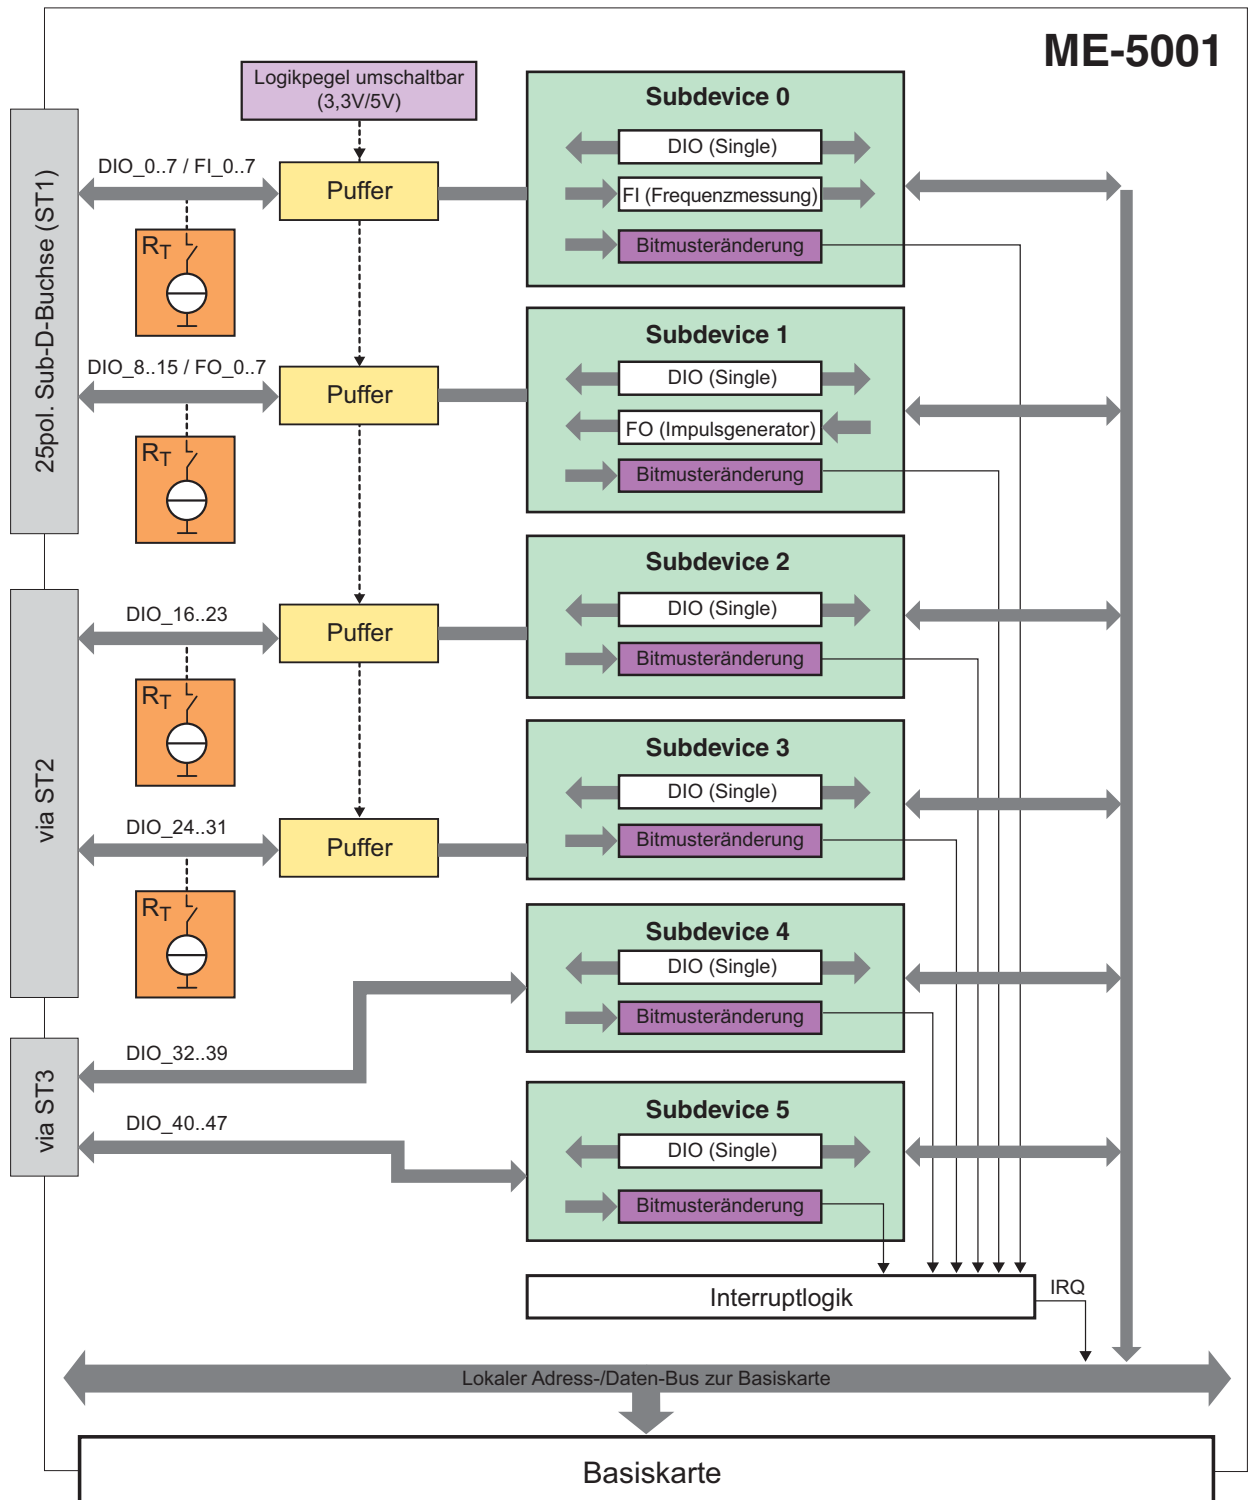 ME-5001
Logikpegel umschaltbar
(3,3V/5V)
25pol. Sub-D-Buchse (ST1)
DIO_0..7 / FI_0..7
Puffer
RT
Subdevice 0
DIO (Single)
FI (Frequenzmessung)
Bitmusteränderung
DIO_8..15 / FO_0..7
Puffer
RT
Subdevice 1
DIO (Single)
FO (Impulsgenerator)
Bitmusteränderung
via ST2
DIO_16..23
Puffer
RT
Subdevice 2
DIO (Single)
Bitmusteränderung
DIO_24..31
Puffer
RT
Subdevice 3
DIO (Single)
Bitmusteränderung
Subdevice 4
DIO (Single)
Bitmusteränderung
via ST3
DIO_32..39
DIO_40..47
Subdevice 5
DIO (Single)
Bitmusteränderung
Interruptlogik
IRQ
Lokaler Adress-/Daten-Bus zur Basiskarte
Basiskarte